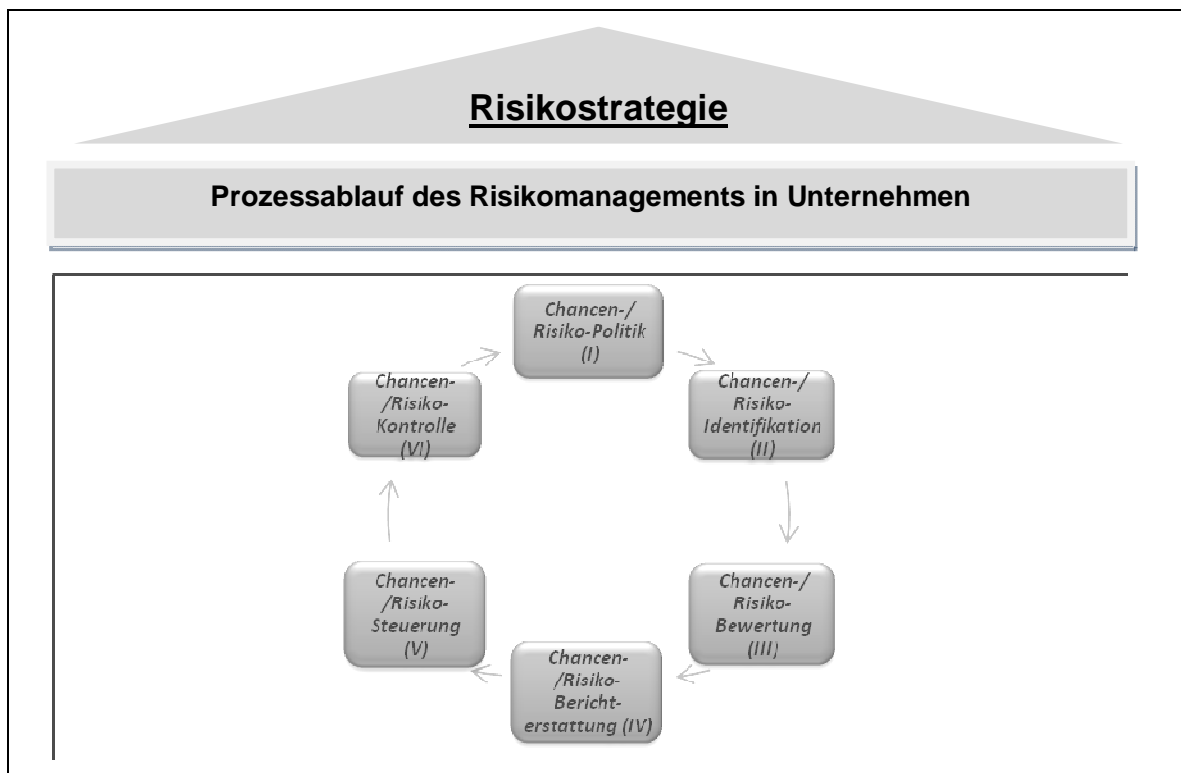 Risikostrategie
Prozessablauf des Risikomanagements in Unternehmen
Chancen-/
Risiko-Politik
(I)
Chancen-/
Risiko-
Identifikation
(II)
Chancen-/
Risiko-
Bewertung
(III)
Chancen-
/Risiko-
Bericht-
erstattung (IV)
Chancen-
/Risiko-
Steuerung
(V)
Chancen-
/Risiko-
Kontrolle
(VI)